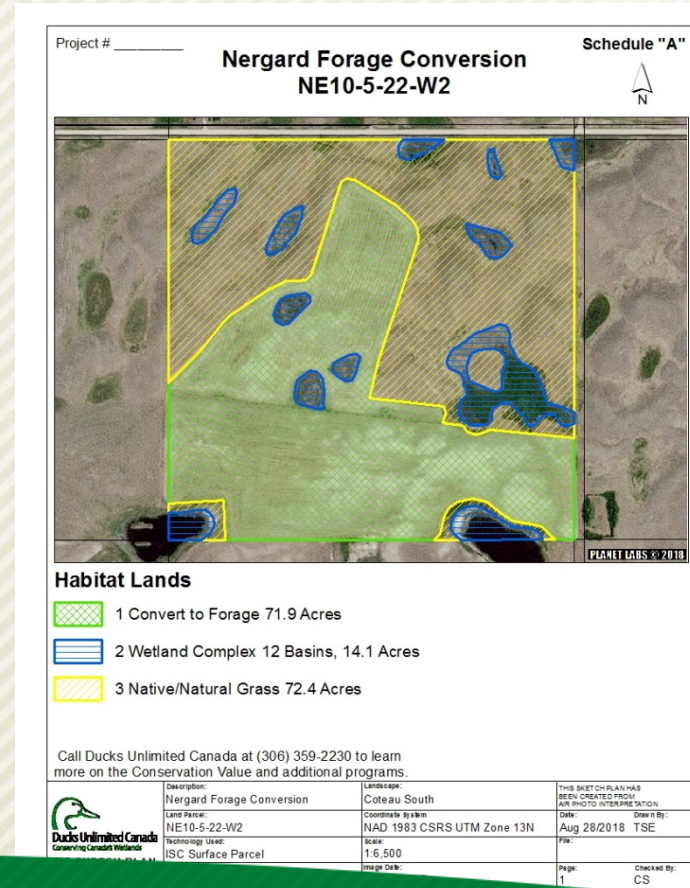 Project # ________
Schedule "A"
Nergard Forage Conversion
NE10-5-22-W2
N
PLANET LABS © 2018
Habitat Lands
1 Convert to Forage 71.9 Acres
2 Wetland Complex 12 Basins, 14.1 Acres
3 Native/Natural Grass 72.4 Acres
Call Ducks Unlimited Canada at (306) 359-2230 to learn
more on the Conservation Value and additional programs.
Ducks Unlimited Canada
Conserving Canada's Wetlands
Description:
Nergard Forage Conversion
Landscape:
Coteau South
THIS SKETCH PLAN HAS
BEEN CREATED FROM
AIR PHOTO INTERPRETATION
Land Parcel:
NE10-5-22-W2
Coordinate System
NAD 1983 CSRS UTM Zone 13N
Date:
Aug 28/2018
Drawn By:
TSE
Technology Used:
ISC Surface Parcel
Scale:
1:6,500
File:
Image Date:
Page:
1
Checked By:
CS